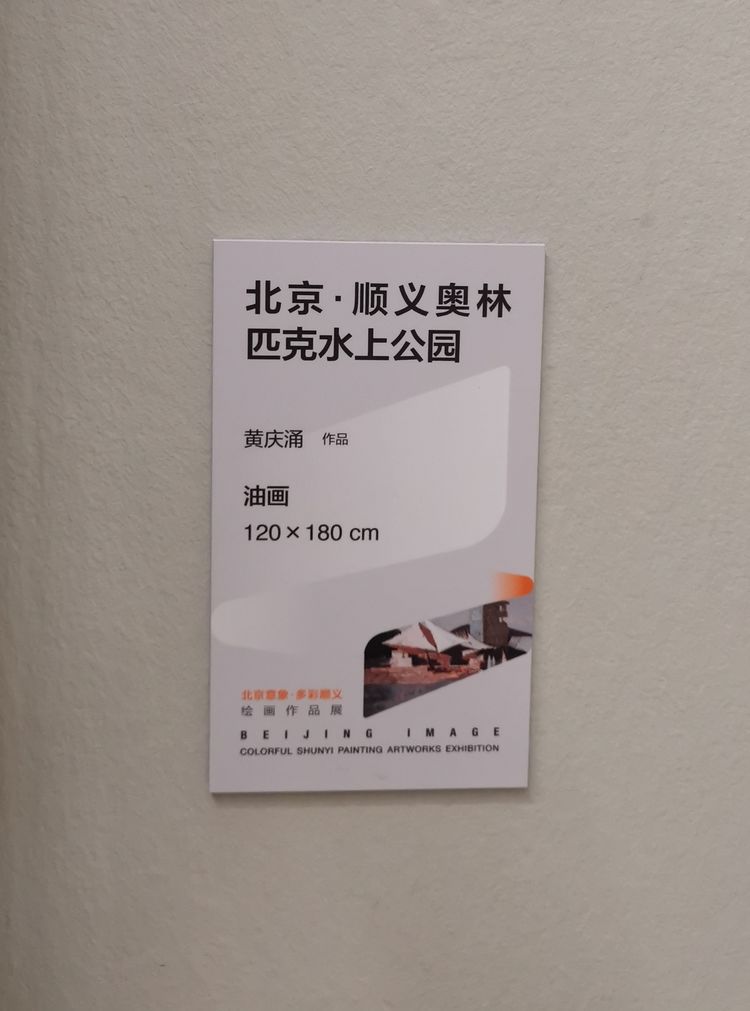 北京·顺义奥林
匹克水上公园
黄庆涌 作品
油画
120×180 cm
北京意象·多彩顺义
绘画作品展
BEIJING IMAGE
COLORFUL SHUNYI PAINTING ARTWORKS EXHIBITION